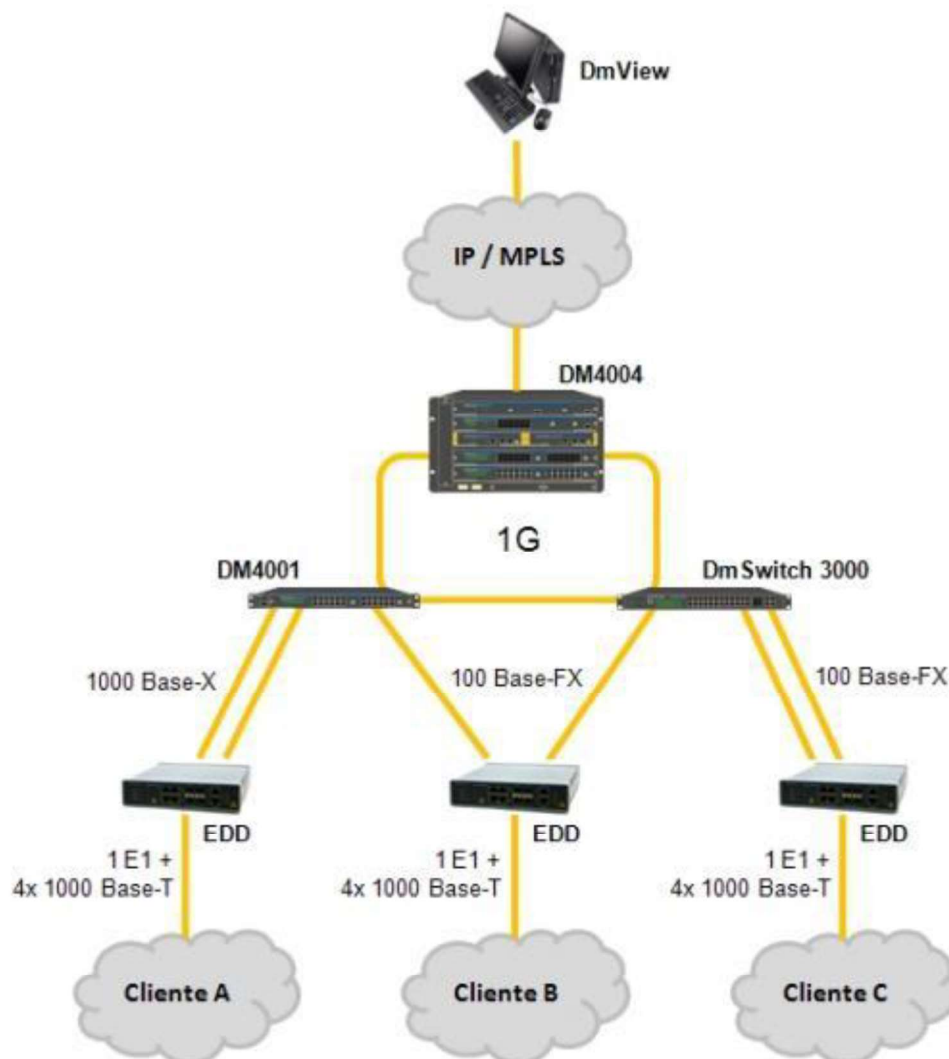 DmView
IP / MPLS
DM4004
1G
DM4001
DmSwitch 3000
1000 Base-X
100 Base-FX
100 Base-FX
EDD
EDD
EDD
1 E1 +
4x 1000 Base-T
1 E1 +
4x 1000 Base-T
1 E1 +
4x 1000 Base-T
Cliente A
Cliente B
Cliente C